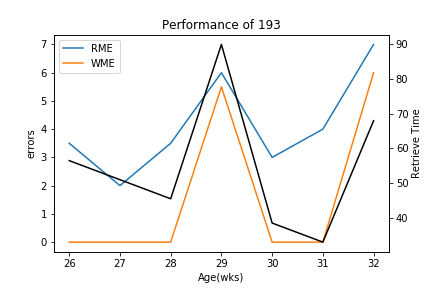 Performance of 193
RME
WME
7
6
5
4
3
2
1
0
errors
90
80
70
60
50
40
Retrieve Time
26 27 28 29 30 31 32
Age(wks)